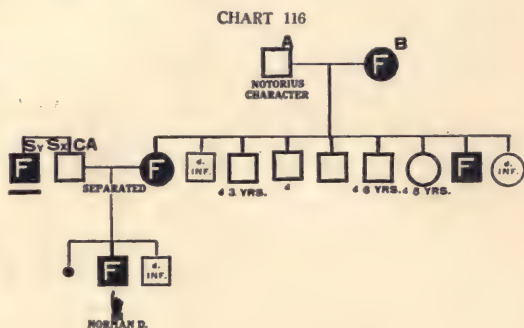 CHART 116
A
B
F
NOTORIUS
CHARACTER
Sy Sx CA
F
F
SEPARATED
d.
INF.
d 3 YRS.
d
d 6 YRS.
d 8 YRS.
F
d.
INF.
F
d.
INF.
NORMAN D.